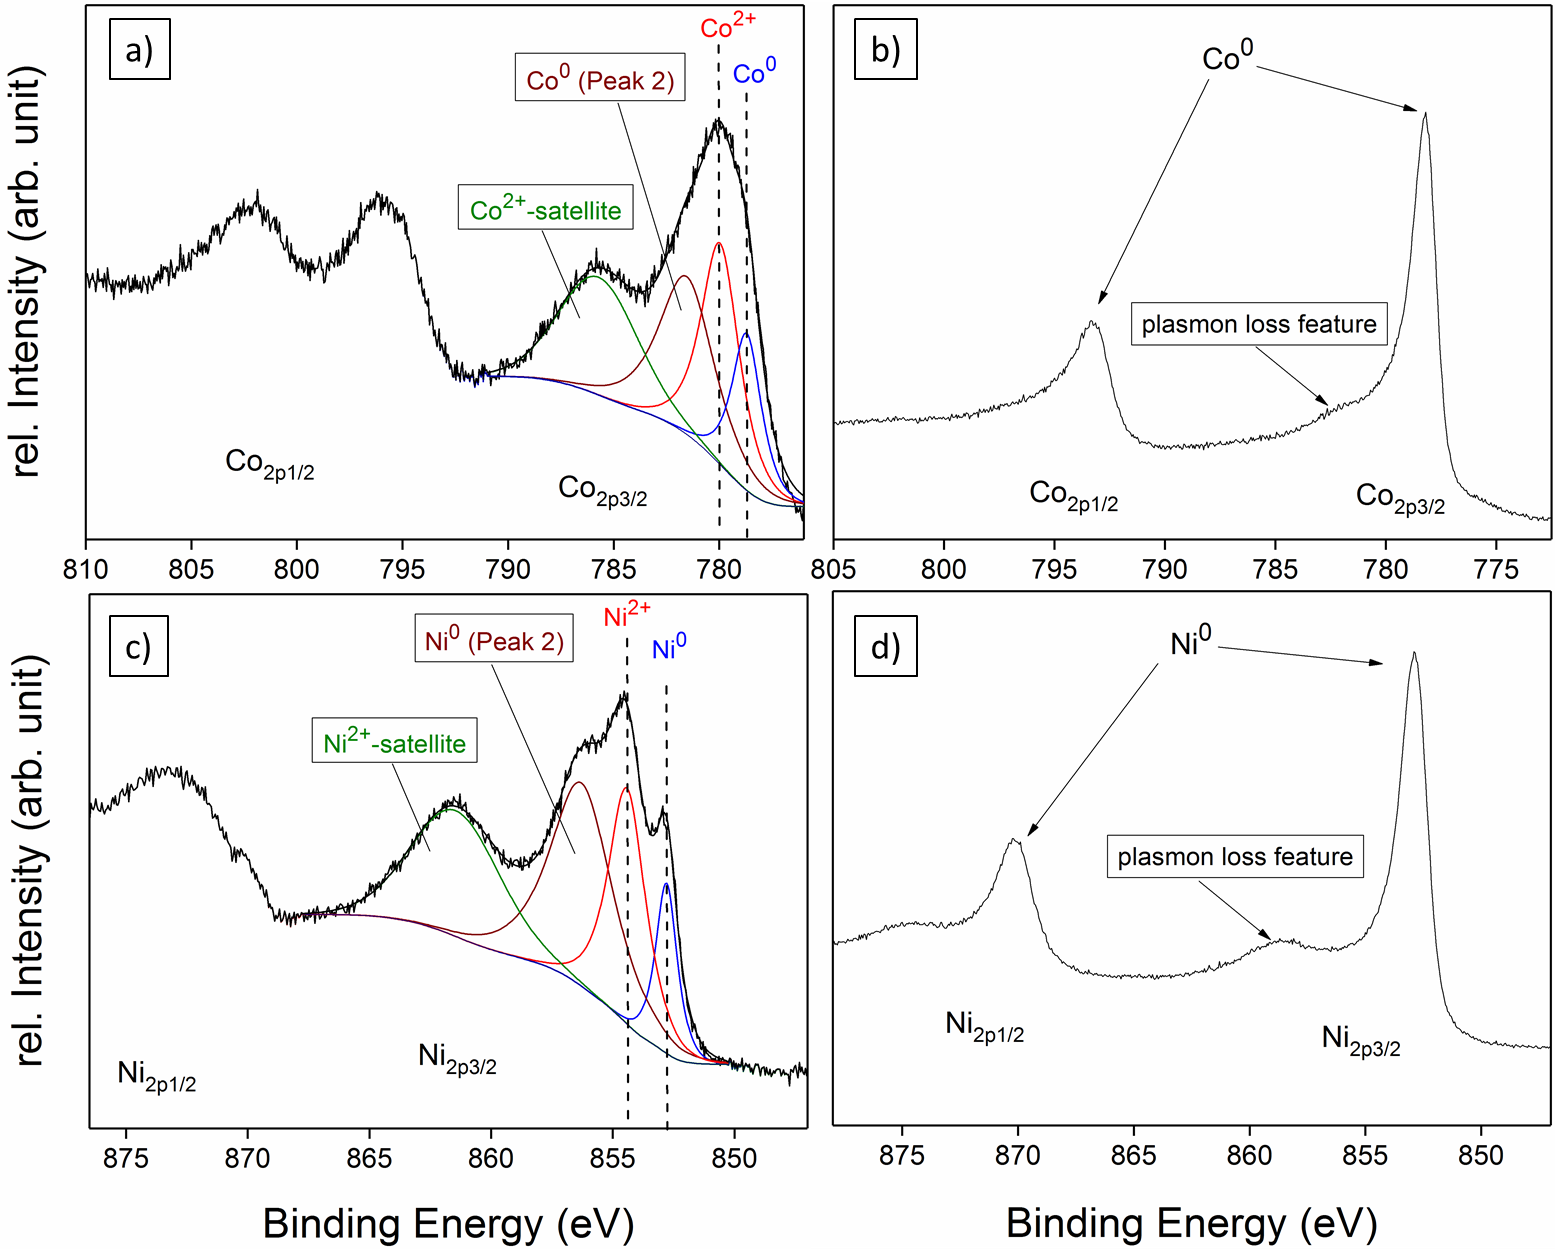 a)
Co2+
Co0
Co0 (Peak 2)
Co2+-satellite
Co2p1/2
Co2p3/2
810 805 800 795 790 785 780
rel. Intensity (arb. unit)
b)
Co0
plasmon loss feature
Co2p1/2
Co2p3/2
805 800 795 790 785 780 775
c)
Ni2+
Ni0
Ni0 (Peak 2)
Ni2+-satellite
Ni2p1/2
Ni2p3/2
875 870 865 860 855 850
rel. Intensity (arb. unit)
Binding Energy (eV)
d)
Ni0
plasmon loss feature
Ni2p1/2
Ni2p3/2
875 870 865 860 855 850
Binding Energy (eV)